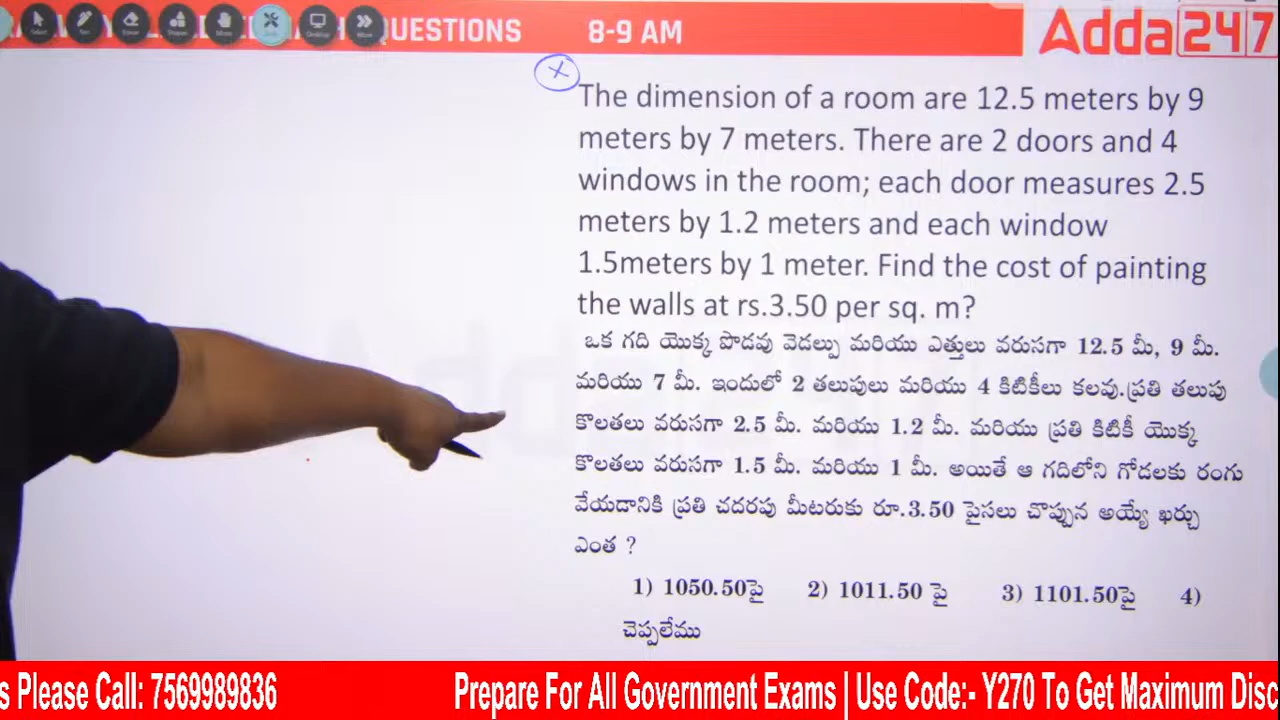 QUESTIONS 8-9 AM
Adda 247
The dimension of a room are 12.5 meters by 9
meters by 7 meters. There are 2 doors and 4
windows in the room; each door measures 2.5
meters by 1.2 meters and each window
1.5meters by 1 meter. Find the cost of painting
the walls at rs.3.50 per sq. m?
ఒక గది యొక్క పొడవు వెడల్పు మరియు ఎత్తులు వరుసగా 12.5 మీ, 9 మీ.
మరియు 7 మీ. ఇందులో 2 తలుపులు మరియు 4 కిటికీలు కలవు.ప్రతి తలుపు
కొలతలు వరుసగా 2.5 మీ. మరియు 1.2 మీ. మరియు ప్రతి కిటికీ యొక్క
కొలతలు వరుసగా 1.5 మీ. మరియు 1 మీ. అయితే ఆ గదిలోని గోడలకు రంగు
వేయడానికి ప్రతి చదరపు మీటరుకు రూ.3.50 పైసలు చొప్పున అయ్యే ఖర్చు
ఎంత ?
1) 1050.50పై 2) 1011.50 పై 3) 1101.50పై 4)
చెప్పలేము
s Please Call: 7569989836 Prepare For All Government Exams | Use Code:- Y270 To Get Maximum Disc